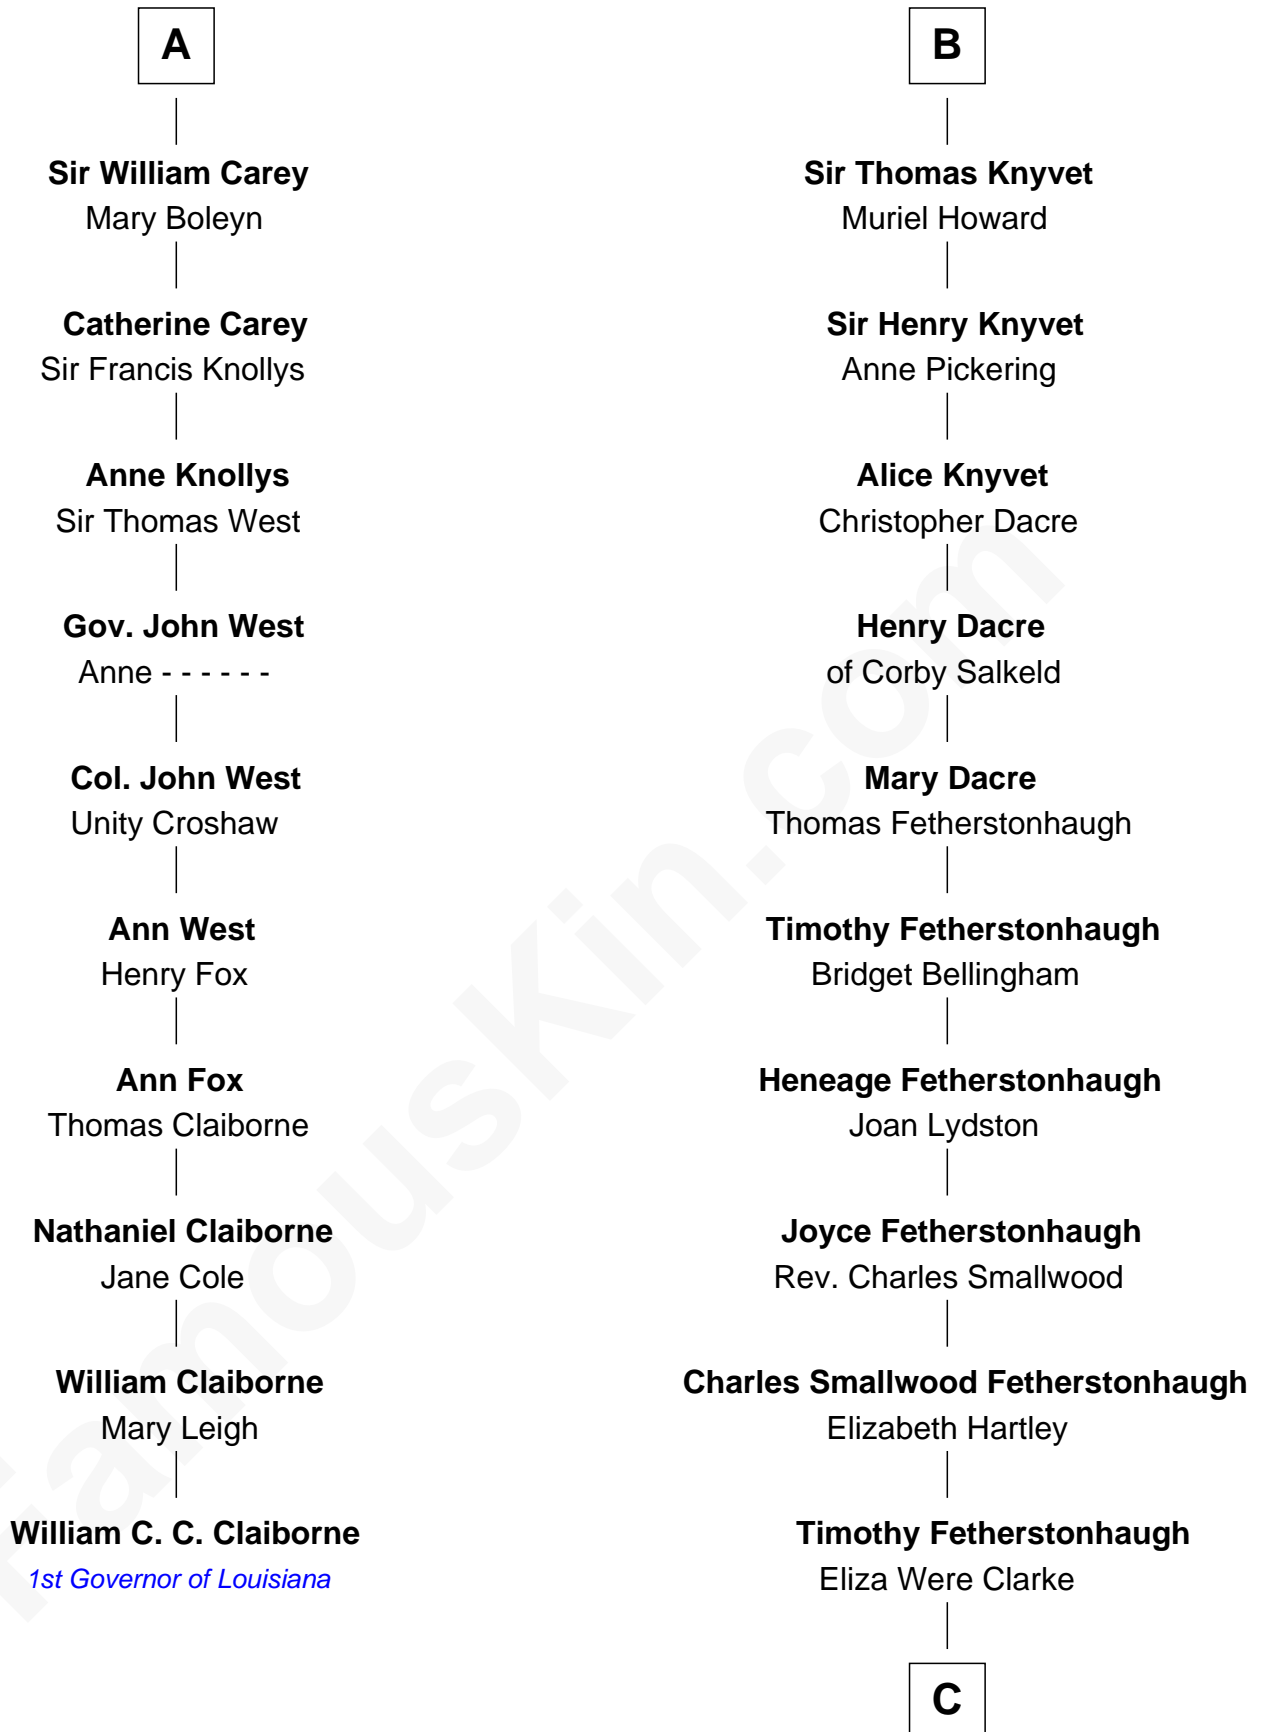 A
Sir William Carey
Mary Boleyn
Catherine Carey
Sir Francis Knollys
Anne Knollys
Sir Thomas West
Gov. John West
Anne - - - - - -
Col. John West
Unity Croshaw
Ann West
Henry Fox
Ann Fox
Thomas Claiborne
Nathaniel Claiborne
Jane Cole
William Claiborne
Mary Leigh
William C. C. Claiborne
1st Governor of Louisiana
B
Sir Thomas Knyvet
Muriel Howard
Sir Henry Knyvet
Anne Pickering
Alice Knyvet
Christopher Dacre
Henry Dacre
of Corby Salkeld
Mary Dacre
Thomas Fetherstonhaugh
Timothy Fetherstonhaugh
Bridget Bellingham
Heneage Fetherstonhaugh
Joan Lydston
Joyce Fetherstonhaugh
Rev. Charles Smallwood
Charles Smallwood Fetherstonhaugh
Elizabeth Hartley
Timothy Fetherstonhaugh
Eliza Were Clarke
C
FamousKin.com